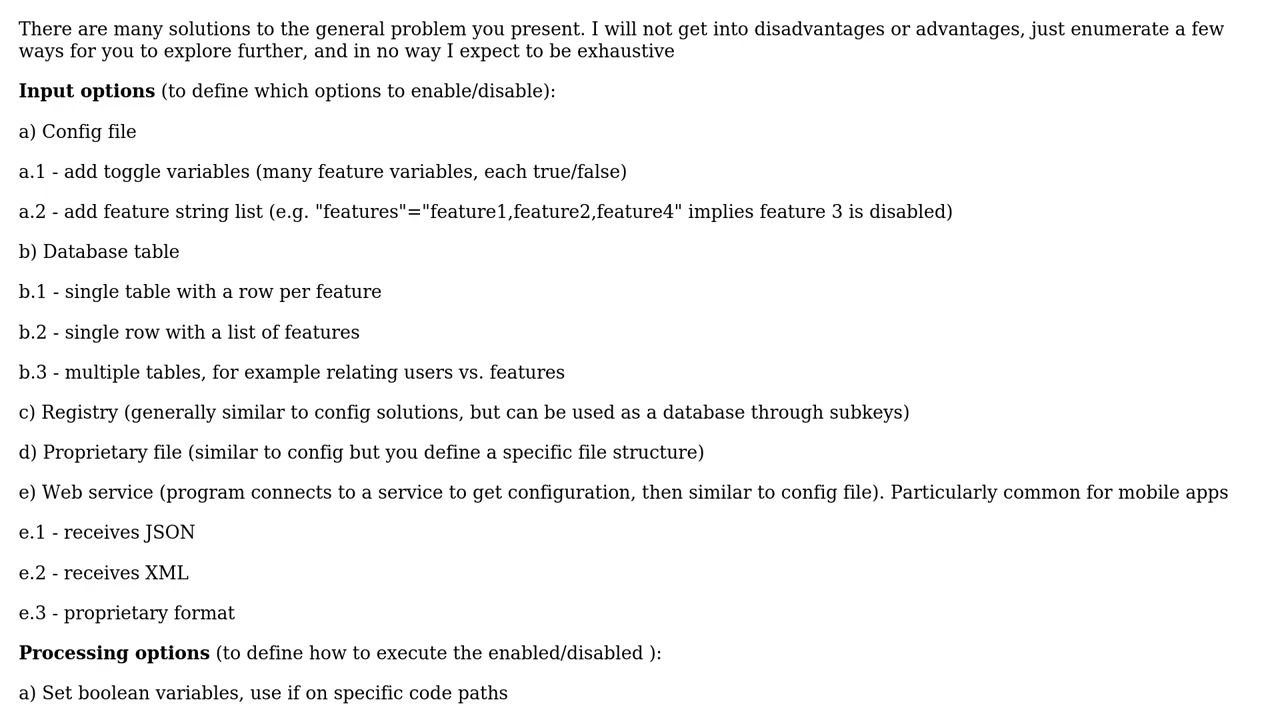 There are many solutions to the general problem you present. I will not get into disadvantages or advantages, just enumerate a few
ways for you to explore further, and in no way I expect to be exhaustive
Input options (to define which options to enable/disable):
a) Config file
a.1 - add toggle variables (many feature variables, each true/false)
a.2 - add feature string list (e.g. "features"="feature1,feature2,feature4" implies feature 3 is disabled)
b) Database table
b.1 - single table with a row per feature
b.2 - single row with a list of features
b.3 - multiple tables, for example relating users vs. features
c) Registry (generally similar to config solutions, but can be used as a database through subkeys)
d) Proprietary file (similar to config but you define a specific file structure)
e) Web service (program connects to a service to get configuration, then similar to config file). Particularly common for mobile apps
e.1 - receives JSON
e.2 - receives XML
e.3 - proprietary format
Processing options (to define how to execute the enabled/disabled ):
a) Set boolean variables, use if on specific code paths